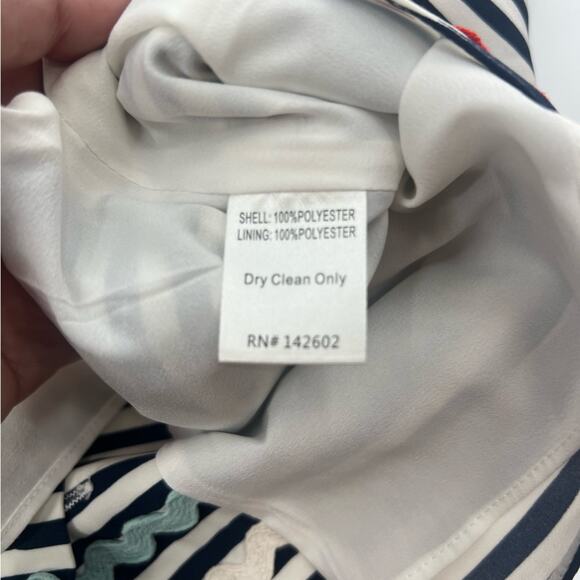 SHELL: 100%POLYESTER
LINING: 100%POLYESTER
Dry Clean Only
RN# 142602